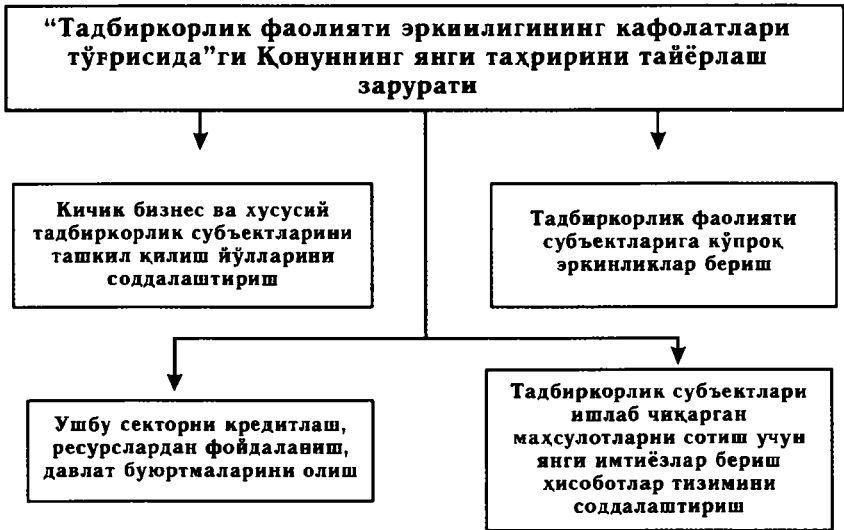 “Тадбиркорлик фаолияти эркинлигининг кафолатлари
тўғрисида”ги Қонуннинг янги таҳририни тайёрлаш
зарурати
Кичик бизнес ва хусусий
тадбиркорлик субъектларини
ташкил қилиш йўлларини
соддалаштириш
Тадбиркорлик фаолияти
субъектларига кўпроқ
эркинликлар бериш
Ушбу секторни кредитлаш,
ресурслардан фойдаланиш,
давлат буюртмаларини олиш
Тадбиркорлик субъектлари
ишлаб чиқарган
маҳсулотларни сотиш учун
янги имтиёзлар бериш
ҳисоботлар тизимини
соддалаштириш